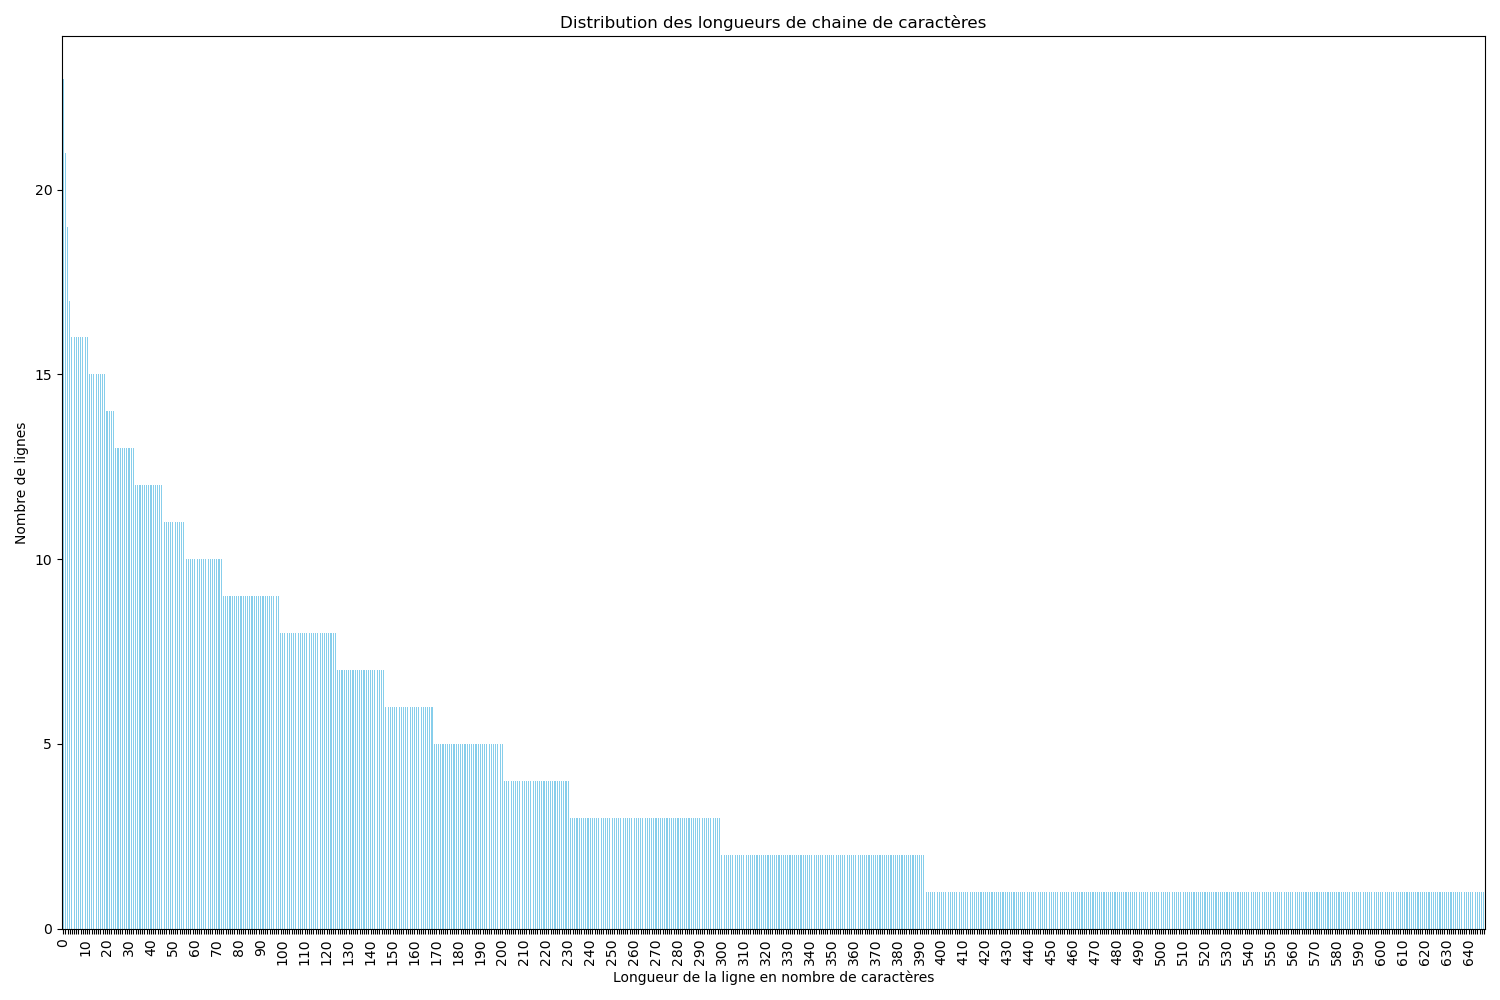 Distribution des longueurs de chaine de caractères
Nombre de lignes
20
15
10
5
0
0 10 20 30 40 50 60 70 80 90 100 110 120 130 140 150 160 170 180 190 200 210 220 230 240 250 260 270 280 290 300 310 320 330 340 350 360 370 380 390 400 410 420 430 440 450 460 470 480 490 500 510 520 530 540 550 560 570 580 590 600 610 620 630 640
Longueur de la ligne en nombre de caractères